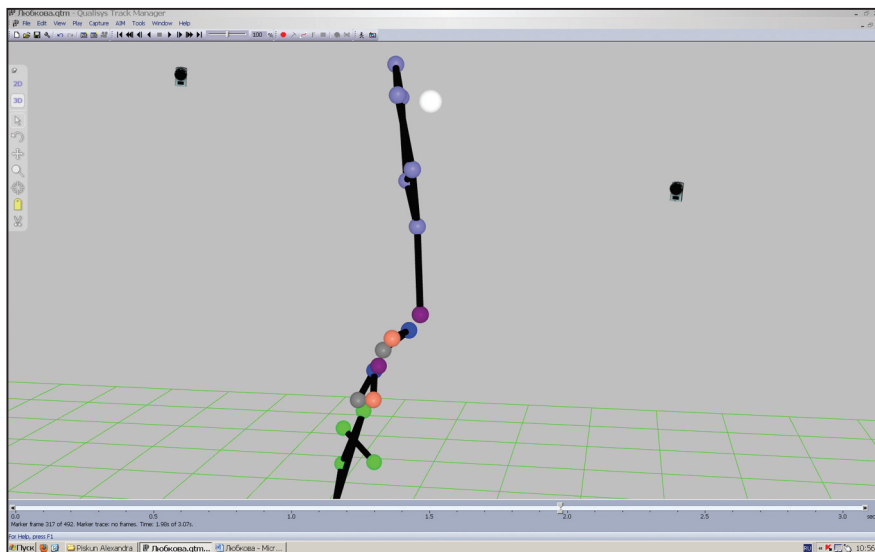 Любкова.qtm - Qualisys Track Manager
File Edit View Play Capture AIM Tools Window Help
100 %
2D
3D
0.0 0.5 1.0 1.5 2.0 2.5 3.0 sec
Marker frame 317 of 492. Marker trace: no frames. Time: 1.98s of 3.07s.
For Help, press F1
Пуск Piskun Alexandra Любкова.qtm... Любкова - Micr... RU 10:56